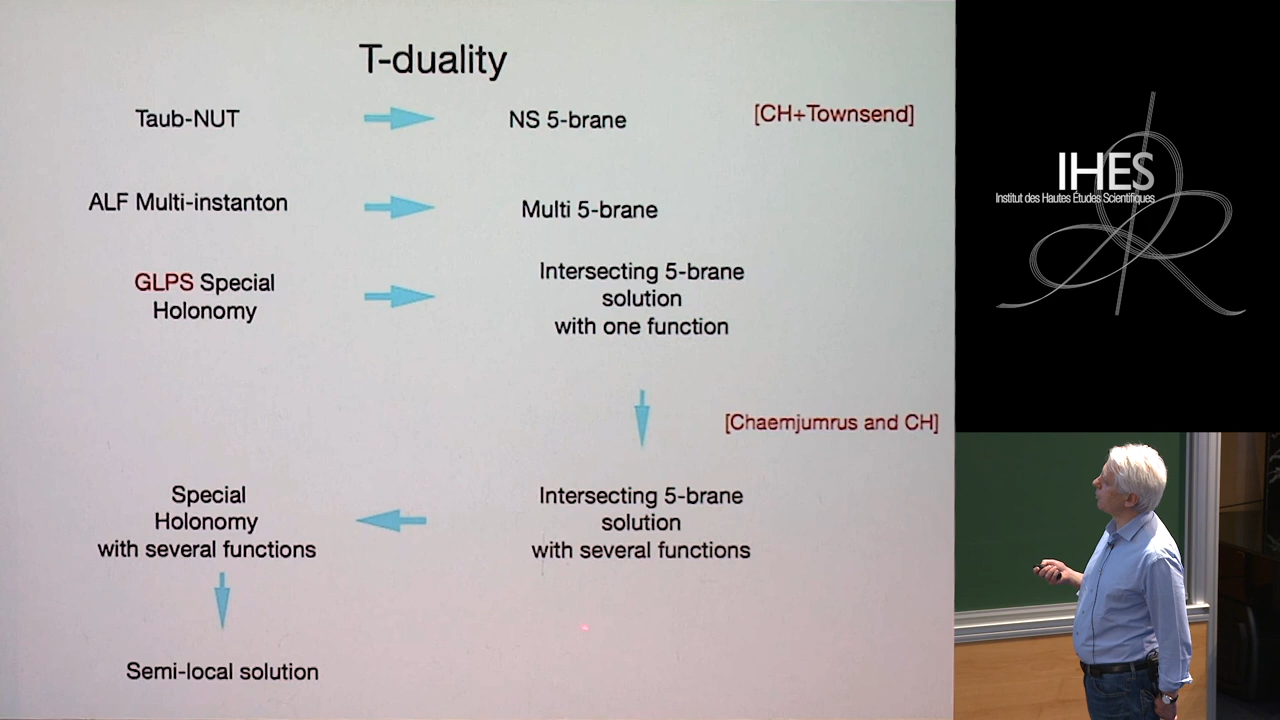 T-duality
Taub-NUT
NS 5-brane
[CH+Townsend]
ALF Multi-instanton
Multi 5-brane
GLPS Special
Holonomy
Intersecting 5-brane
solution
with one function
[Chaemjumrus and CH]
Special
Holonomy
with several functions
Intersecting 5-brane
solution
with several functions
Semi-local solution
IHES
Institut des Hautes Études Scientifiques